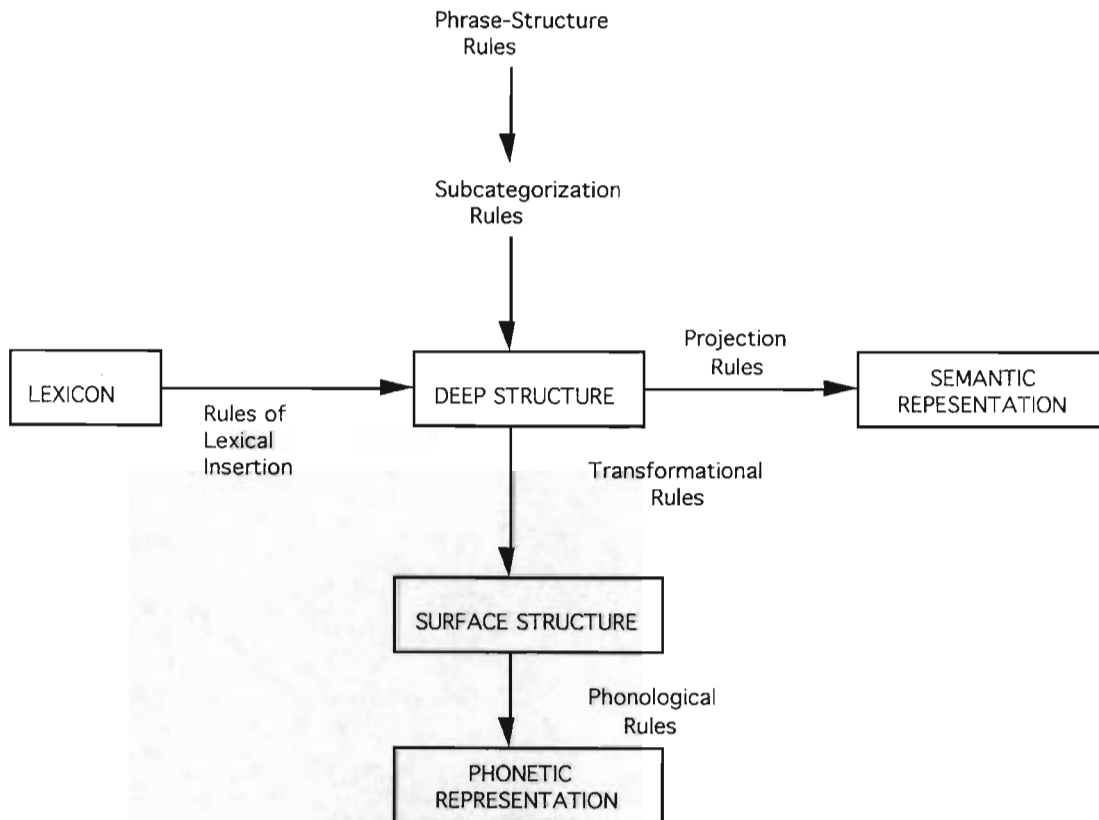 Phrase-Structure
Rules
Subcategorization
Rules
Projection
Rules
LEXICON
DEEP STRUCTURE
SEMANTIC
REPESENTATION
Rules of
Lexical
Insertion
Transformational
Rules
SURFACE STRUCTURE
Phonological
Rules
PHONETIC
REPRESENTATION